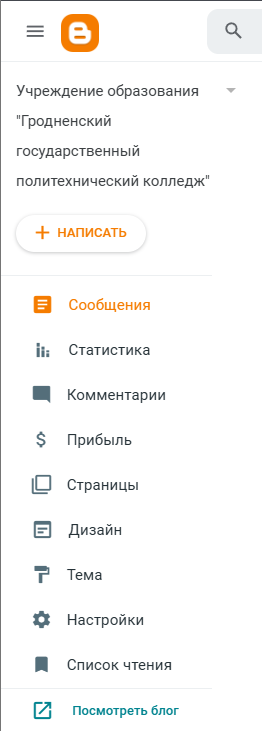 Учреждение образования
"Гродненский
государственный
политехнический колледж"
НАПИСАТЬ
Сообщения
Статистика
Комментарии
Прибыль
Страницы
Дизайн
Тема
Настройки
Список чтения
Посмотреть блог